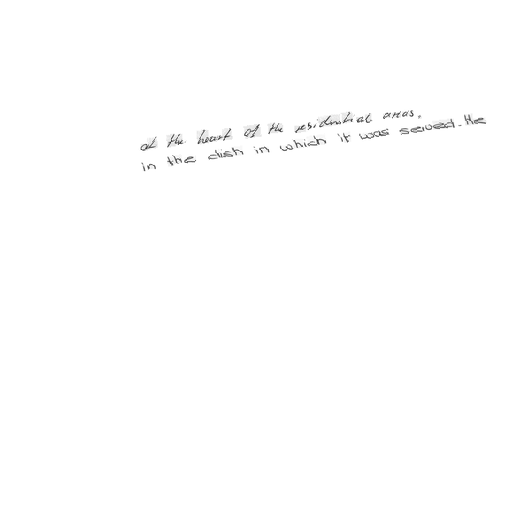 at the heart of the residential areas.
in the dish in which it was served. He